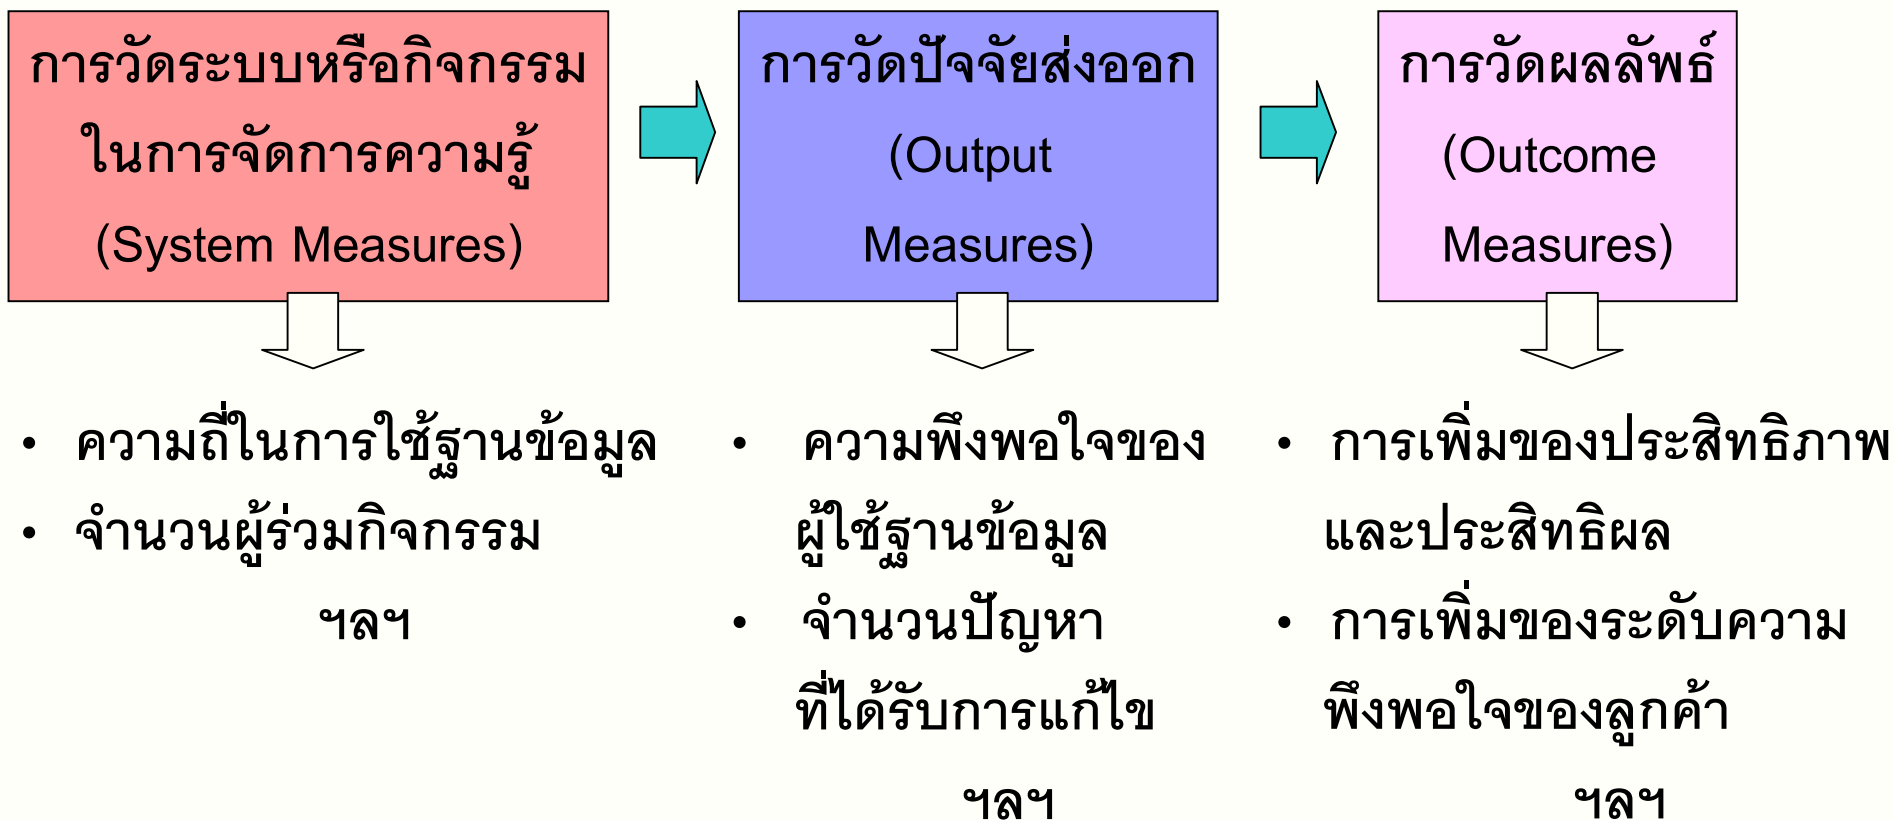 การวัดระบบหรือกิจกรรม
ในการจัดการความรู้
(System Measures)
การวัดปัจจัยส่งออก
(Output
Measures)
การวัดผลลัพธ์
(Outcome
Measures)
• ความถี่ในการใช้ฐานข้อมูล
• จำนวนผู้ร่วมกิจกรรม
ฯลฯ
• ความพึงพอใจของ
ผู้ใช้ฐานข้อมูล
• จำนวนปัญหา
ที่ได้รับการแก้ไข
ฯลฯ
• การเพิ่มของประสิทธิภาพ
และประสิทธิผล
• การเพิ่มของระดับความ
พึงพอใจของลูกค้า
ฯลฯ